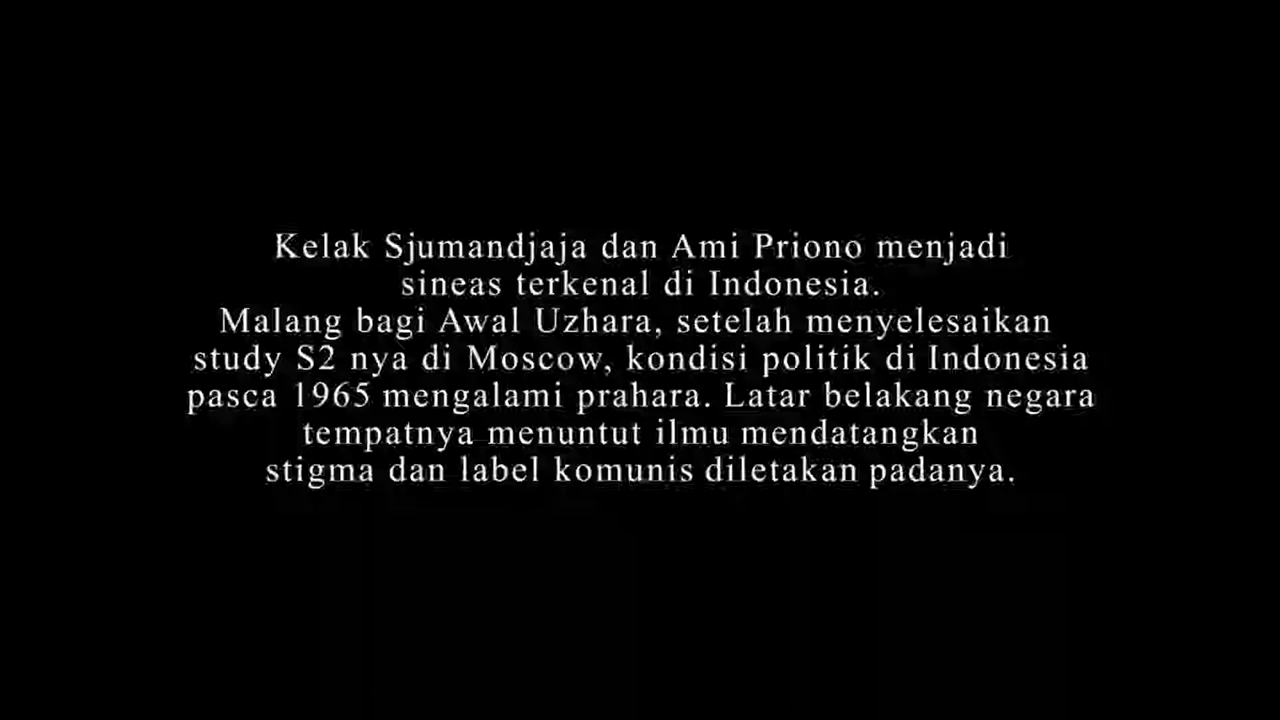 Kelak Sjumandjaja dan Ami Priono menjadi
sineas terkenal di Indonesia.
Malang bagi Awal Uzhara, setelah menyelesaikan
study S2 nya di Moscow, kondisi politik di Indonesia
pasca 1965 mengalami prahara. Latar belakang negara
tempatnya menuntut ilmu mendatangkan
stigma dan label komunis diletakan padanya.